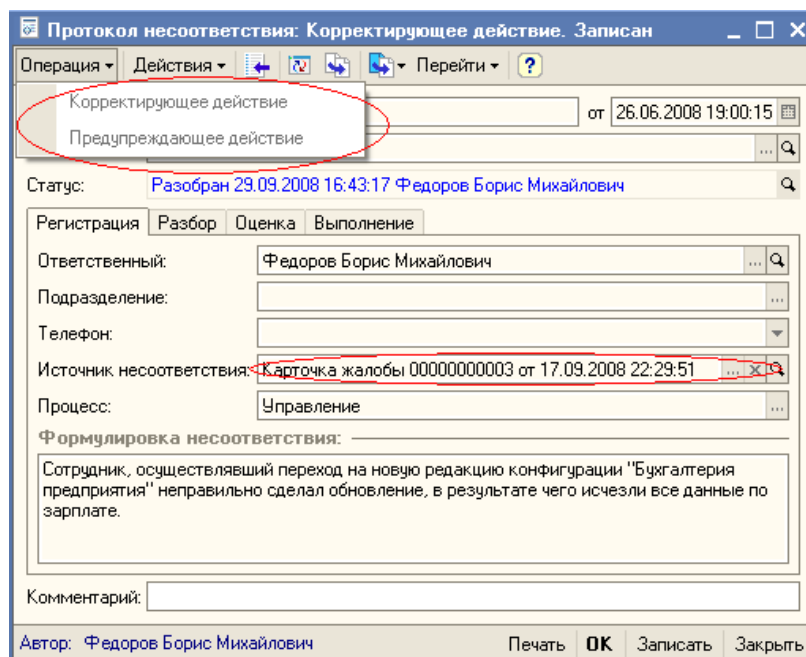 Протокол несоответствия: Корректирующее действие. Записан
Операция Действия Перейти ?
Корректирующее действие
Предупреждающее действие
от 26.06.2008 19:00:15
Статус: Разобран 29.09.2008 16:43:17 Федоров Борис Михайлович
Регистрация Разбор Оценка Выполнение
Ответственный: Федоров Борис Михайлович
Подразделение:
Телефон:
Источник несоответствия: Карточка жалобы 00000000003 от 17.09.2008 22:29:51
Процесс: Управление
Формулировка несоответствия:
Сотрудник, осуществлявший переход на новую редакцию конфигурации "Бухгалтерия
предприятия" неправильно сделал обновление, в результате чего исчезли все данные по
зарплате.
Комментарий:
Автор: Федоров Борис Михайлович Печать OK Записать Закрыть